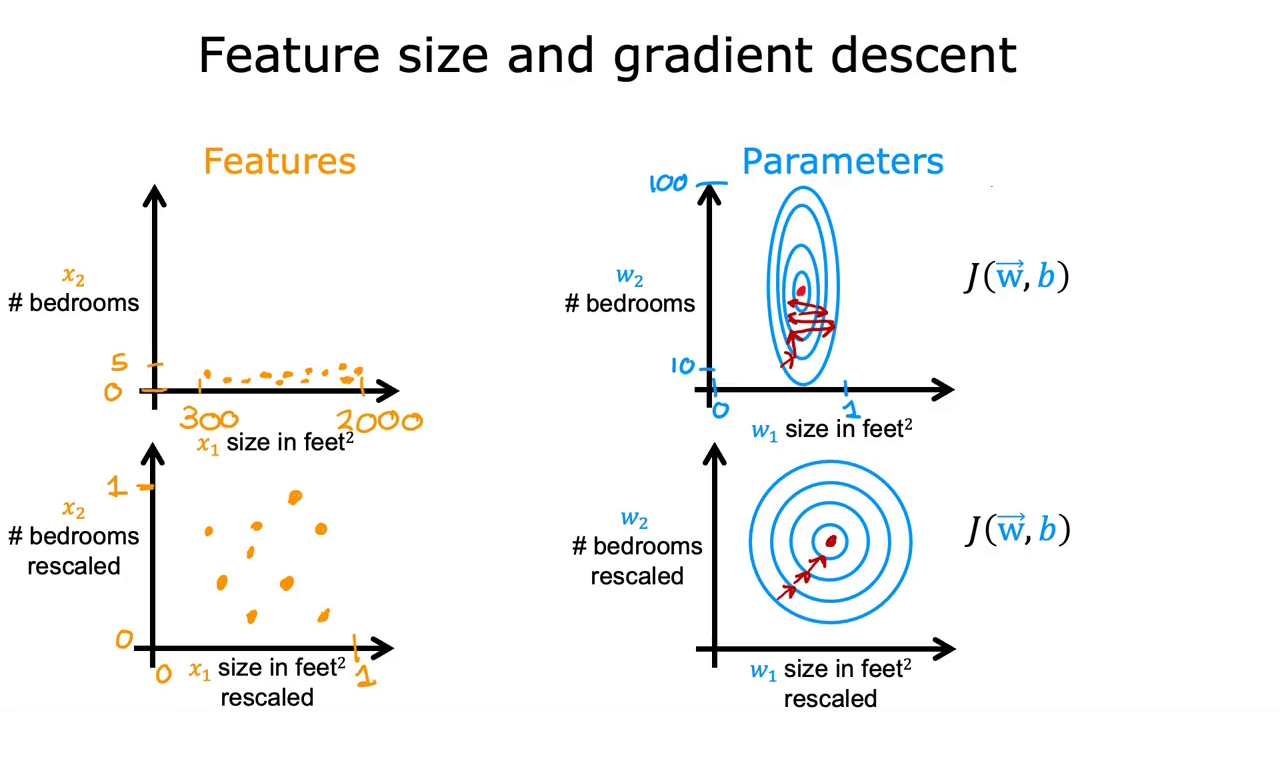 Feature size and gradient descent
Features
x₂
# bedrooms
5
0
300
2000
x₁ size in feet²
Parameters
100
w₂
# bedrooms
10
0
1
w₁ size in feet²
J(w⃗, b)
1
x₂
# bedrooms
rescaled
0
0
x₁ size in feet²
rescaled
1
w₂
# bedrooms
rescaled
w₁ size in feet²
rescaled
J(w⃗, b)